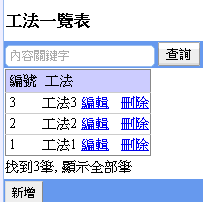 工法一覽表
內容關鍵字 查詢
編號 工法
3 工法3 編輯 刪除
2 工法2 編輯 刪除
1 工法1 編輯 刪除
找到3筆, 顯示全部筆
新增